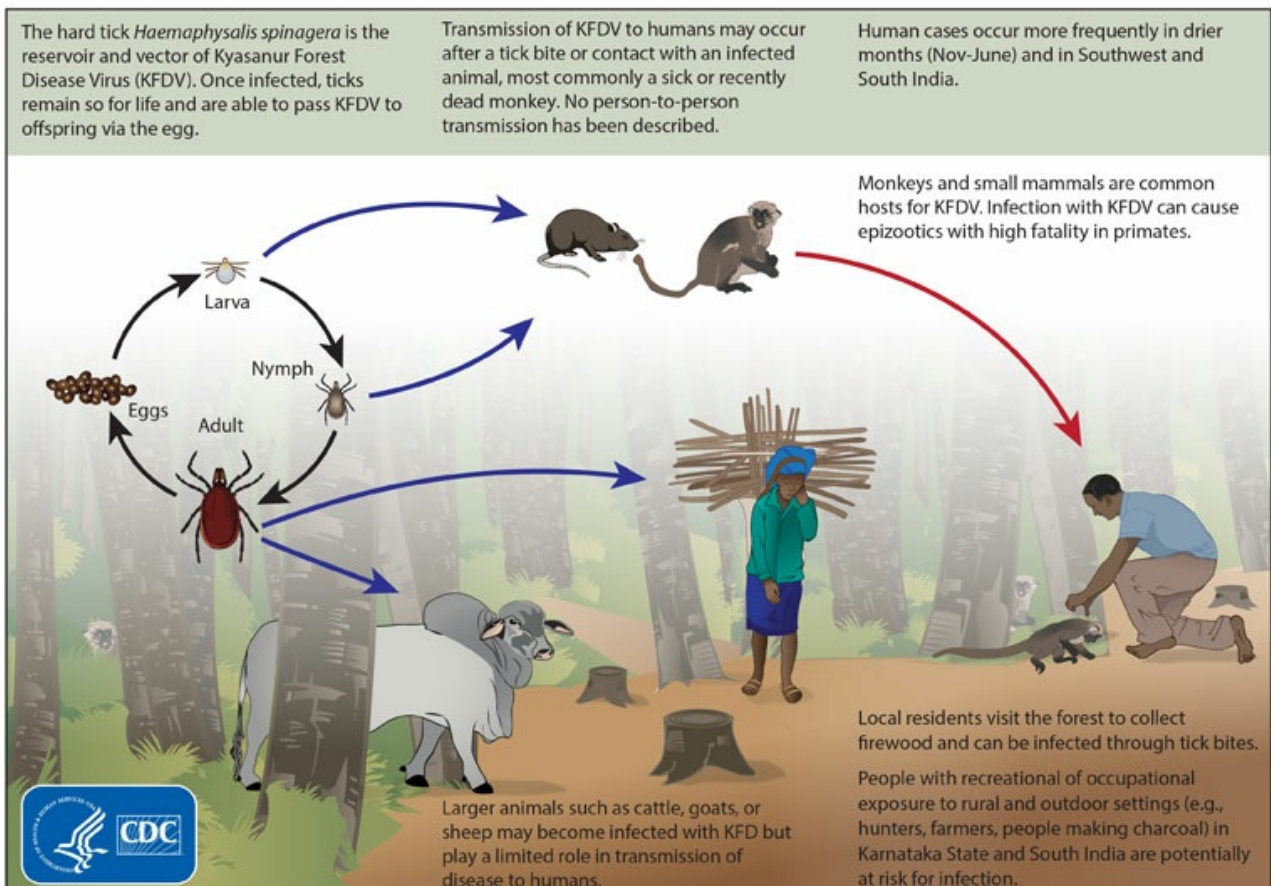 The hard tick Haemaphysalis spinagera is the
reservoir and vector of Kyasanur Forest
Disease Virus (KFDV). Once infected, ticks
remain so for life and are able to pass KFDV to
offspring via the egg.
Transmission of KFDV to humans may occur
after a tick bite or contact with an infected
animal, most commonly a sick or recently
dead monkey. No person-to-person
transmission has been described.
Human cases occur more frequently in drier
months (Nov-June) and in Southwest and
South India.
Monkeys and small mammals are common
hosts for KFDV. Infection with KFDV can cause
epizootics with high fatality in primates.
Larva
Nymph
Eggs
Adult
Local residents visit the forest to collect
firewood and can be infected through tick bites.
People with recreational of occupational
exposure to rural and outdoor settings (e.g.,
hunters, farmers, people making charcoal) in
Karnataka State and South India are potentially
at risk for infection.
Larger animals such as cattle, goats, or
sheep may become infected with KFD but
play a limited role in transmission of
disease to humans.
CDC